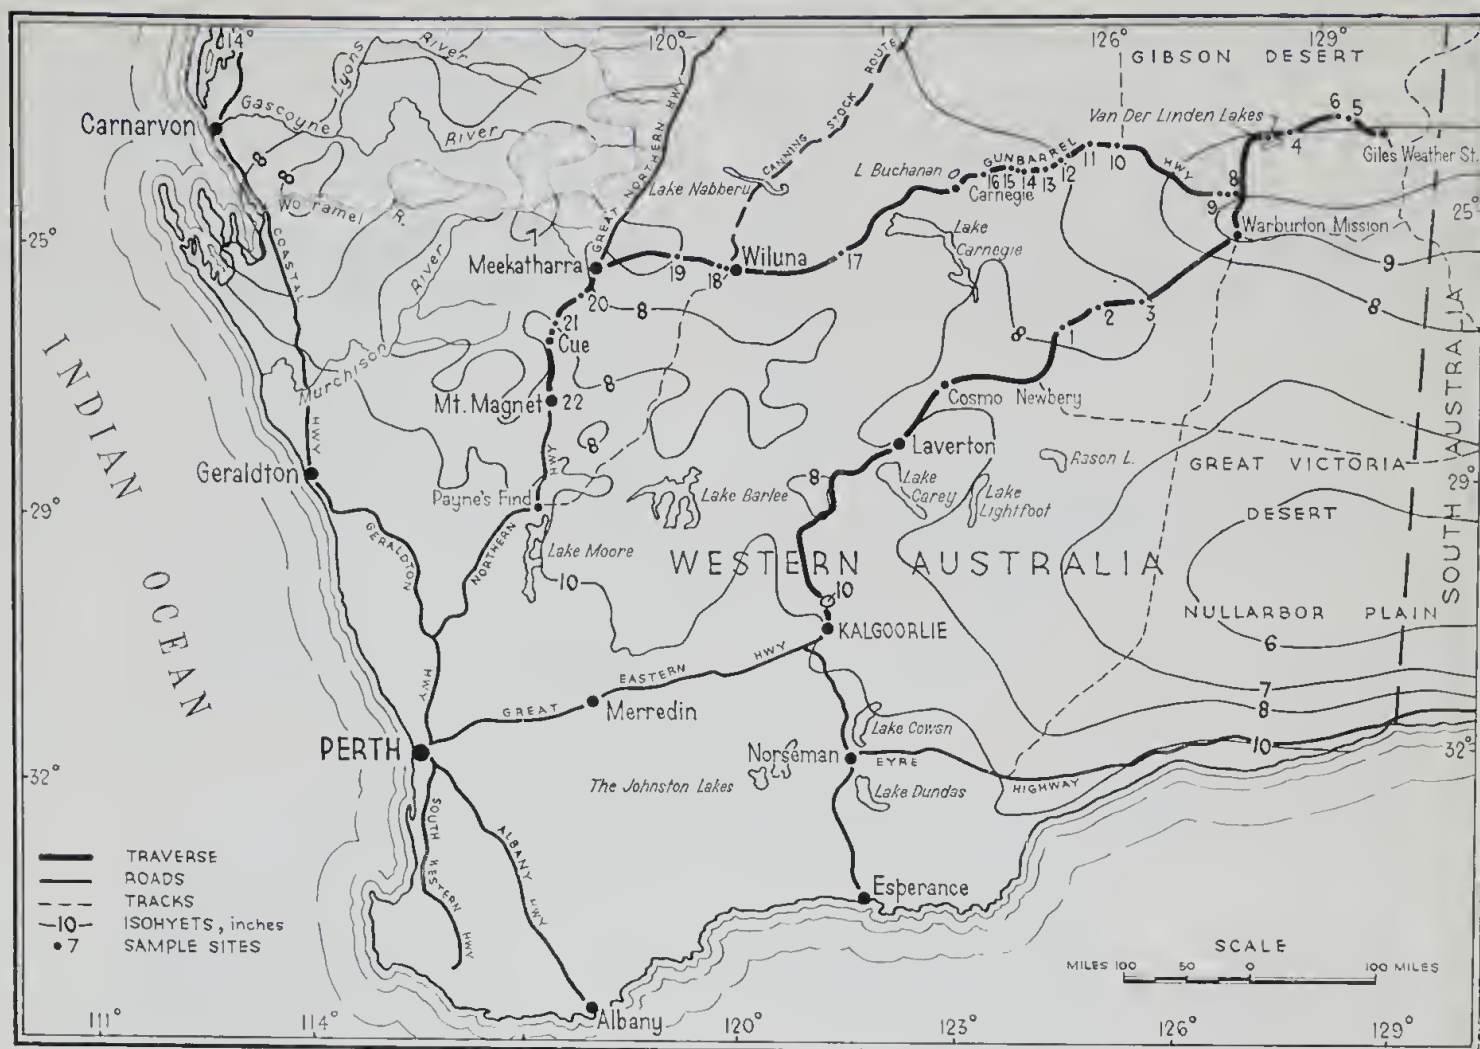 114°
120°
126°
129°
GIBSON DESERT
Lyons
River
Gascoyne
River
Carnarvon
GREAT NORTHERN HWY
CANNING STOCK ROUTE
Van Der Linden Lakes
6
5
7
4
Giles Weather St.
8
8
Wooramel R.
Lake Nabberu
L Buchanan
GUNBARREL
HWY
11
10
12
16
15
14
13
Carnegie
8
9
25°
25°
COASTAL
HWY
River
7
Meekatharra
19
18
Wiluna
17
Lake
Carnegie
Warburton Mission
9
8
20
8
21
Cue
8
1
2
3
8
Murchison
Mt. Magnet
22
Cosmo Newbery
INDIAN OCEAN
SOUTH AUSTRALIA
8
HWY
Laverton
Geraldton
Rason L.
GREAT VICTORIA
DESERT
29°
29°
Payne's Find
Lake Barlee
8
Lake
Carey
Lake
Lightfoot
GERALDTON
HWY
NORTHERN
Lake Moore
10
WESTERN AUSTRALIA
10
KALGOORLIE
NULLARBOR PLAIN
6
7
8
10
GREAT
EASTERN
HWY
Merredin
PERTH
Lake Cowan
Norseman
EYRE
HIGHWAY
32°
32°
The Johnston Lakes
Lake Dundas
SOUTH WESTERN HWY
ALBANY HWY
Esperance
TRAVERSE
ROADS
TRACKS
-10- ISOHYETS, inches
• 7 SAMPLE SITES
SCALE
MILES 100 50 0 100 MILES
Albany
111°
114°
120°
123°
126°
129°